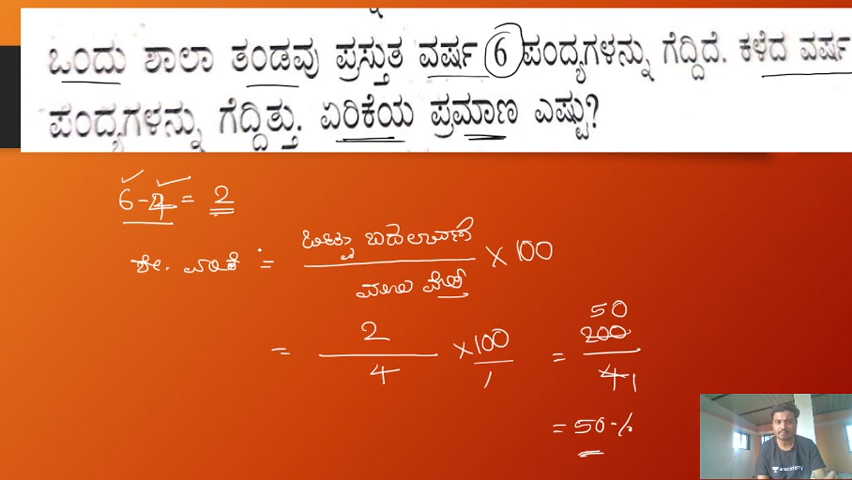 ಒಂದು ಶಾಲಾ ತಂಡವು ಪ್ರಸ್ತುತ ವರ್ಷ 6 ಪಂದ್ಯಗಳನ್ನು ಗೆದ್ದಿದೆ. ಕಳೆದ ವರ್ಷ
ಪಂದ್ಯಗಳನ್ನು ಗೆದ್ದಿತ್ತು. ಏರಿಕೆಯ ಪ್ರಮಾಣ ಎಷ್ಟು?
6-4 = 2
ಶೇ. ಏರಿಕೆ = ಒಟ್ಟು ಬದಲಾವಣೆ × 100
ಮೂಲ ಬೆಲೆ
= 2 × 100 = 50 200
4 1 4 1
= 50 %
unacademy